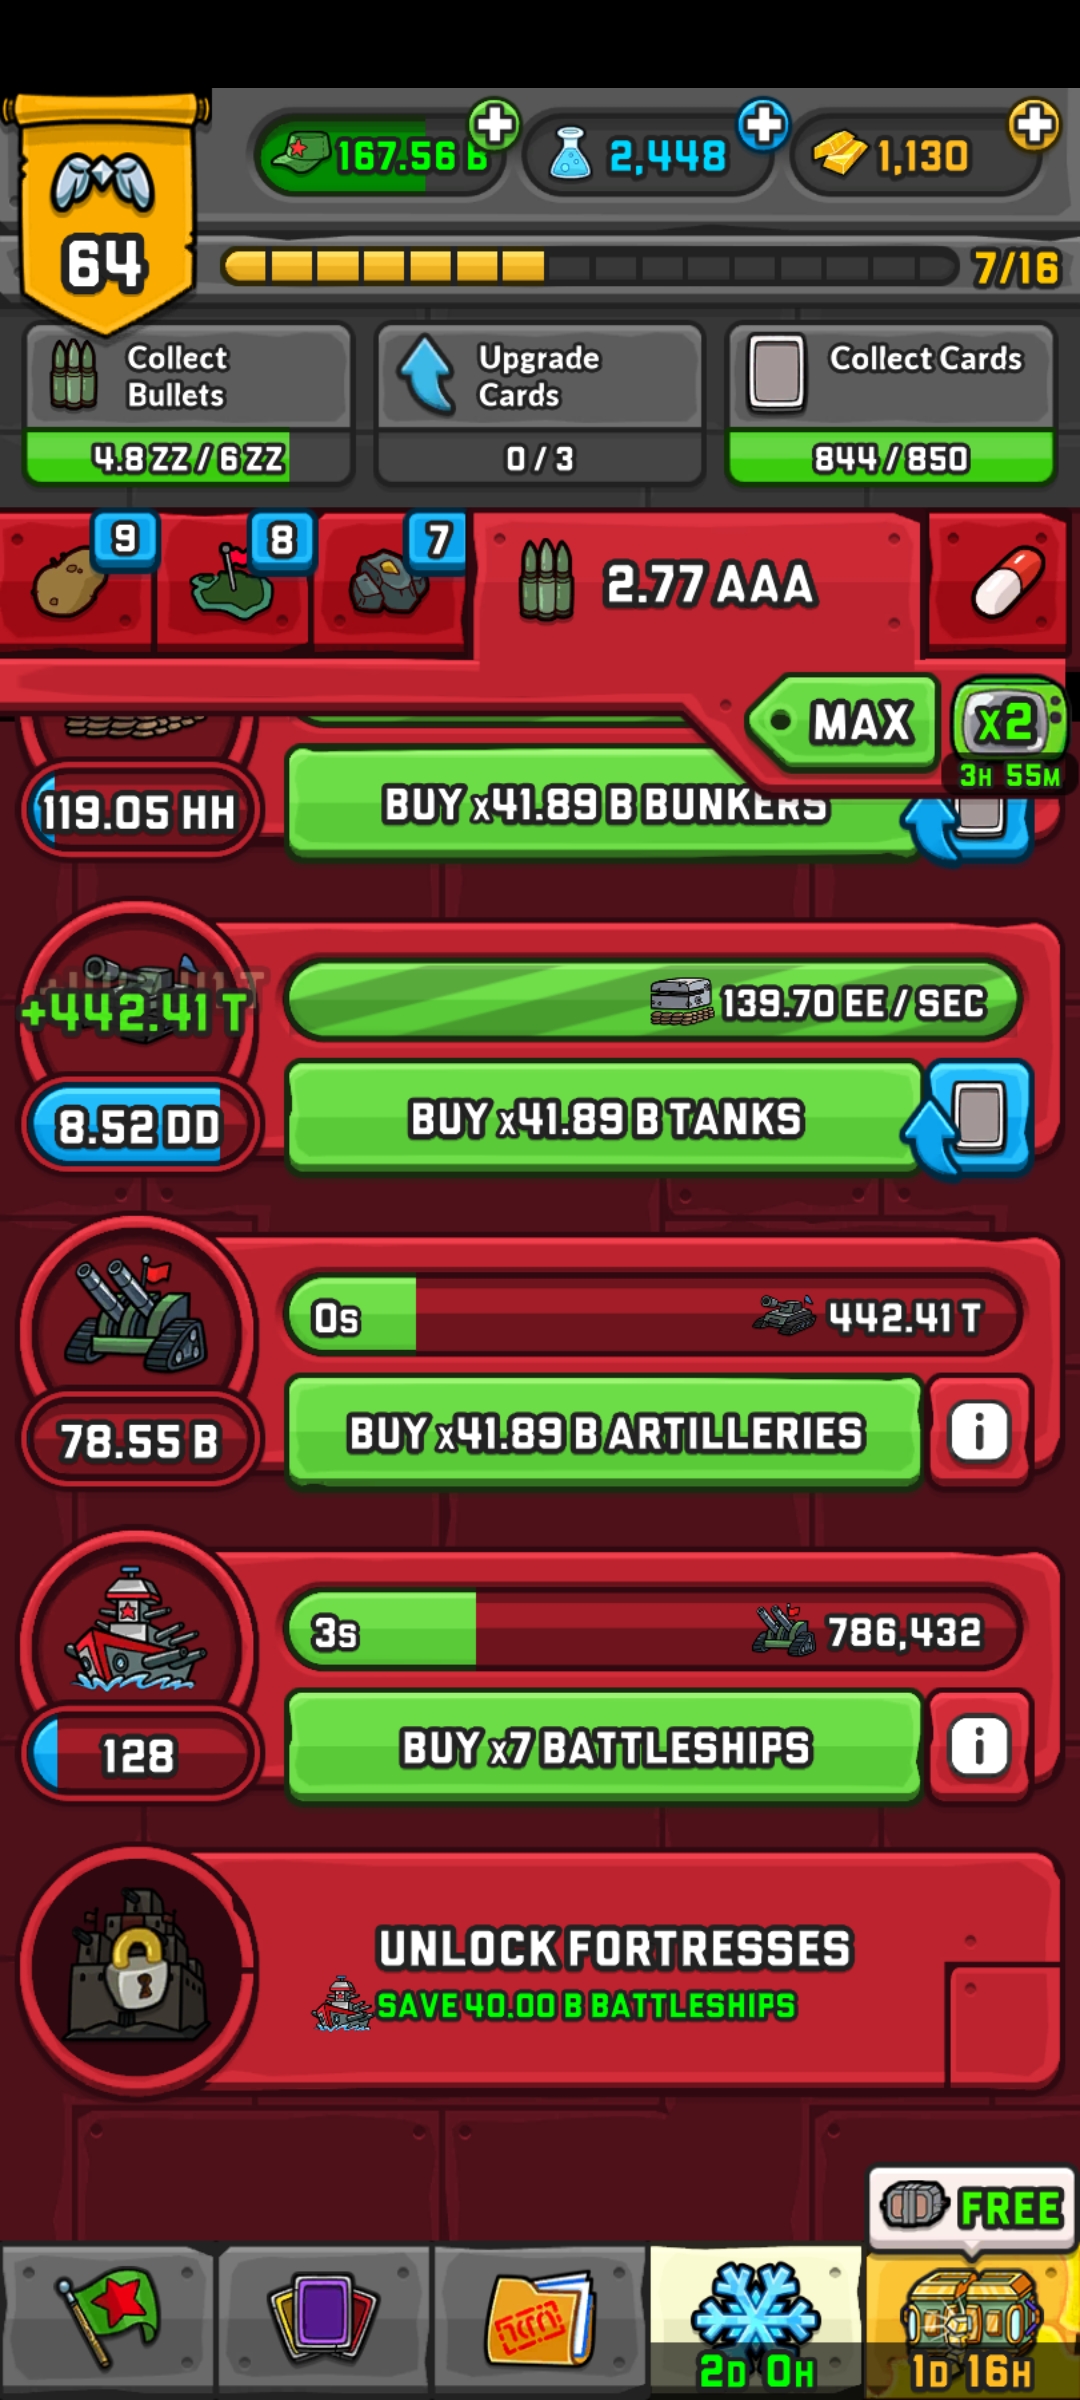 167.56 B
2,448
1,130
64
7/16
Collect
Bullets
Upgrade
Cards
Collect Cards
4.8 ZZ / 6 ZZ
0 / 3
844 / 850
9
8
7
2.77 AAA
MAX
x2
3H 55M
119.05 HH
BUY x41.89 B BUNKERS
+442.41 T
139.70 EE / SEC
8.52 DD
BUY x41.89 B TANKS
0s
442.41 T
78.55 B
BUY x41.89 B ARTILLERIES
i
3s
786,432
128
BUY x7 BATTLESHIPS
i
UNLOCK FORTRESSES
SAVE 40.00 B BATTLESHIPS
FREE
2D 0H
1D 16H